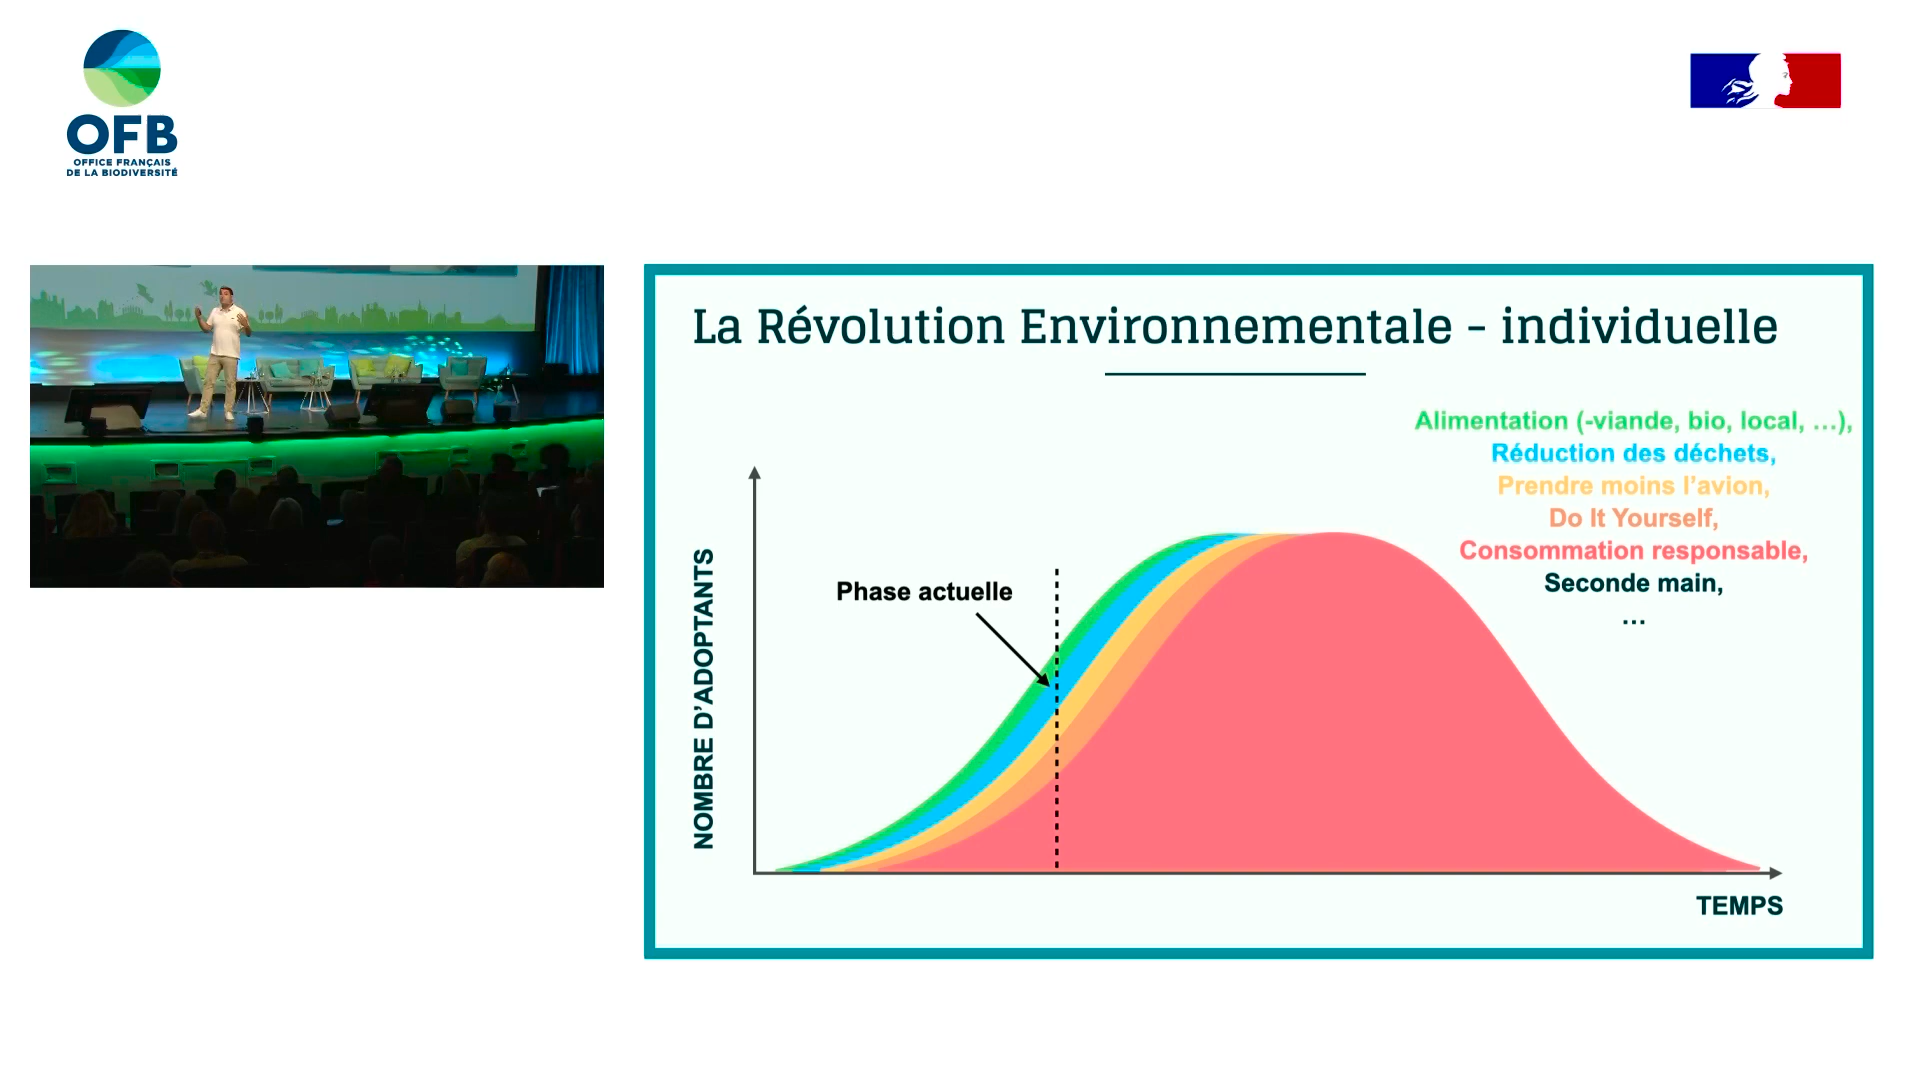 OFB
OFFICE FRANÇAIS
DE LA BIODIVERSITÉ
La Révolution Environnementale - individuelle
Alimentation (-viande, bio, local, ...),
Réduction des déchets,
Prendre moins l'avion,
Do It Yourself,
Consommation responsable,
Seconde main,
...
Phase actuelle
NOMBRE D'ADOPTANTS
TEMPS